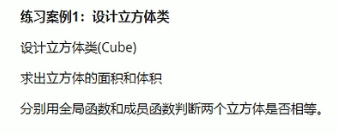 练习案例1：设计立方体类
设计立方体类(Cube)
求出立方体的面积和体积
分别用全局函数和成员函数判断两个立方体是否相等。